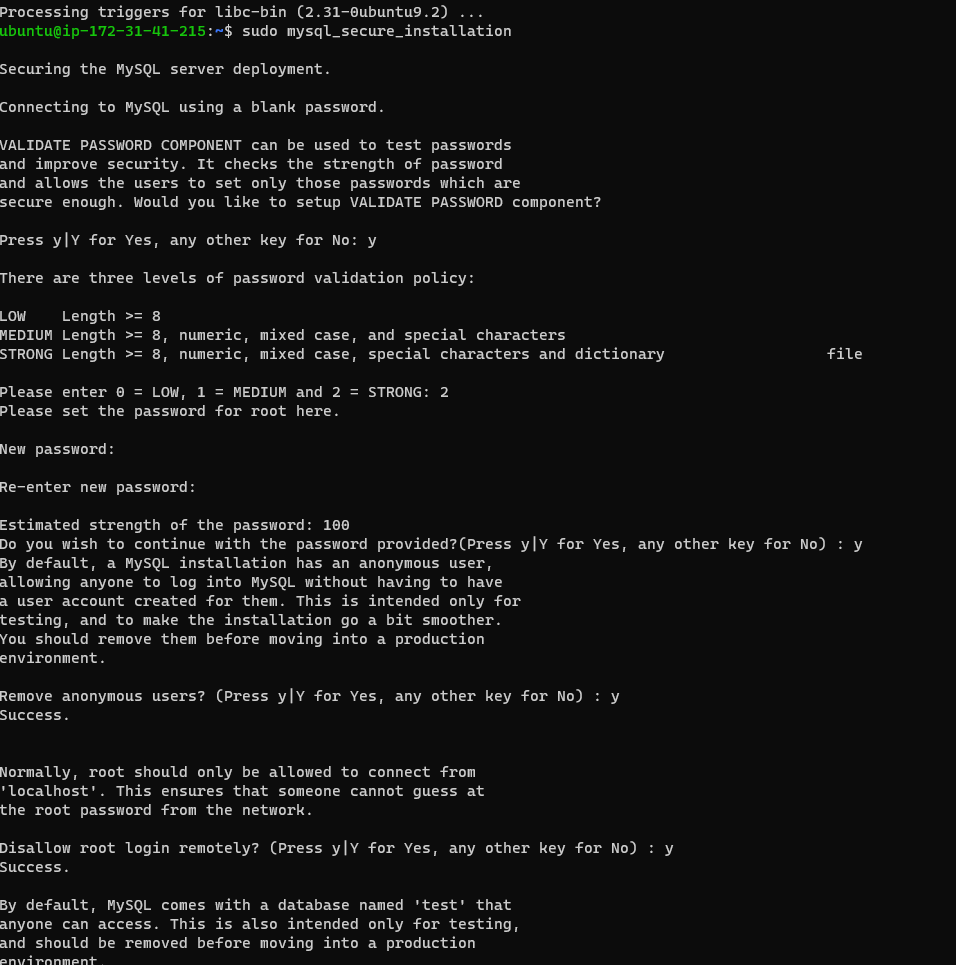 Processing triggers for libc-bin (2.31-0ubuntu9.2) ...
ubuntu@ip-172-31-41-215:~$ sudo mysql_secure_installation
Securing the MySQL server deployment.
Connecting to MySQL using a blank password.
VALIDATE PASSWORD COMPONENT can be used to test passwords
and improve security. It checks the strength of password
and allows the users to set only those passwords which are
secure enough. Would you like to setup VALIDATE PASSWORD component?
Press y|Y for Yes, any other key for No: y
There are three levels of password validation policy:
LOW    Length >= 8
MEDIUM Length >= 8, numeric, mixed case, and special characters
STRONG Length >= 8, numeric, mixed case, special characters and dictionary                  file
Please enter 0 = LOW, 1 = MEDIUM and 2 = STRONG: 2
Please set the password for root here.
New password:
Re-enter new password:
Estimated strength of the password: 100
Do you wish to continue with the password provided?(Press y|Y for Yes, any other key for No) : y
By default, a MySQL installation has an anonymous user,
allowing anyone to log into MySQL without having to have
a user account created for them. This is intended only for
testing, and to make the installation go a bit smoother.
You should remove them before moving into a production
environment.
Remove anonymous users? (Press y|Y for Yes, any other key for No) : y
Success.
Normally, root should only be allowed to connect from
'localhost'. This ensures that someone cannot guess at
the root password from the network.
Disallow root login remotely? (Press y|Y for Yes, any other key for No) : y
Success.
By default, MySQL comes with a database named 'test' that
anyone can access. This is also intended only for testing,
and should be removed before moving into a production
environment.